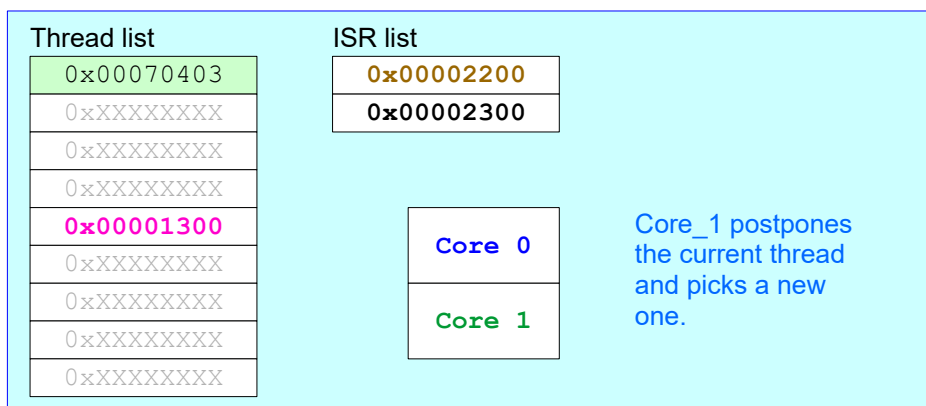 Thread list
0x00070403
0xXXXXXXXX
0xXXXXXXXX
0xXXXXXXXX
0x00001300
0xXXXXXXXX
0xXXXXXXXX
0xXXXXXXXX
0xXXXXXXXX
ISR list
0x00002200
0x00002300
Core 0
Core 1
Core_1 postpones
the current thread
and picks a new
one.